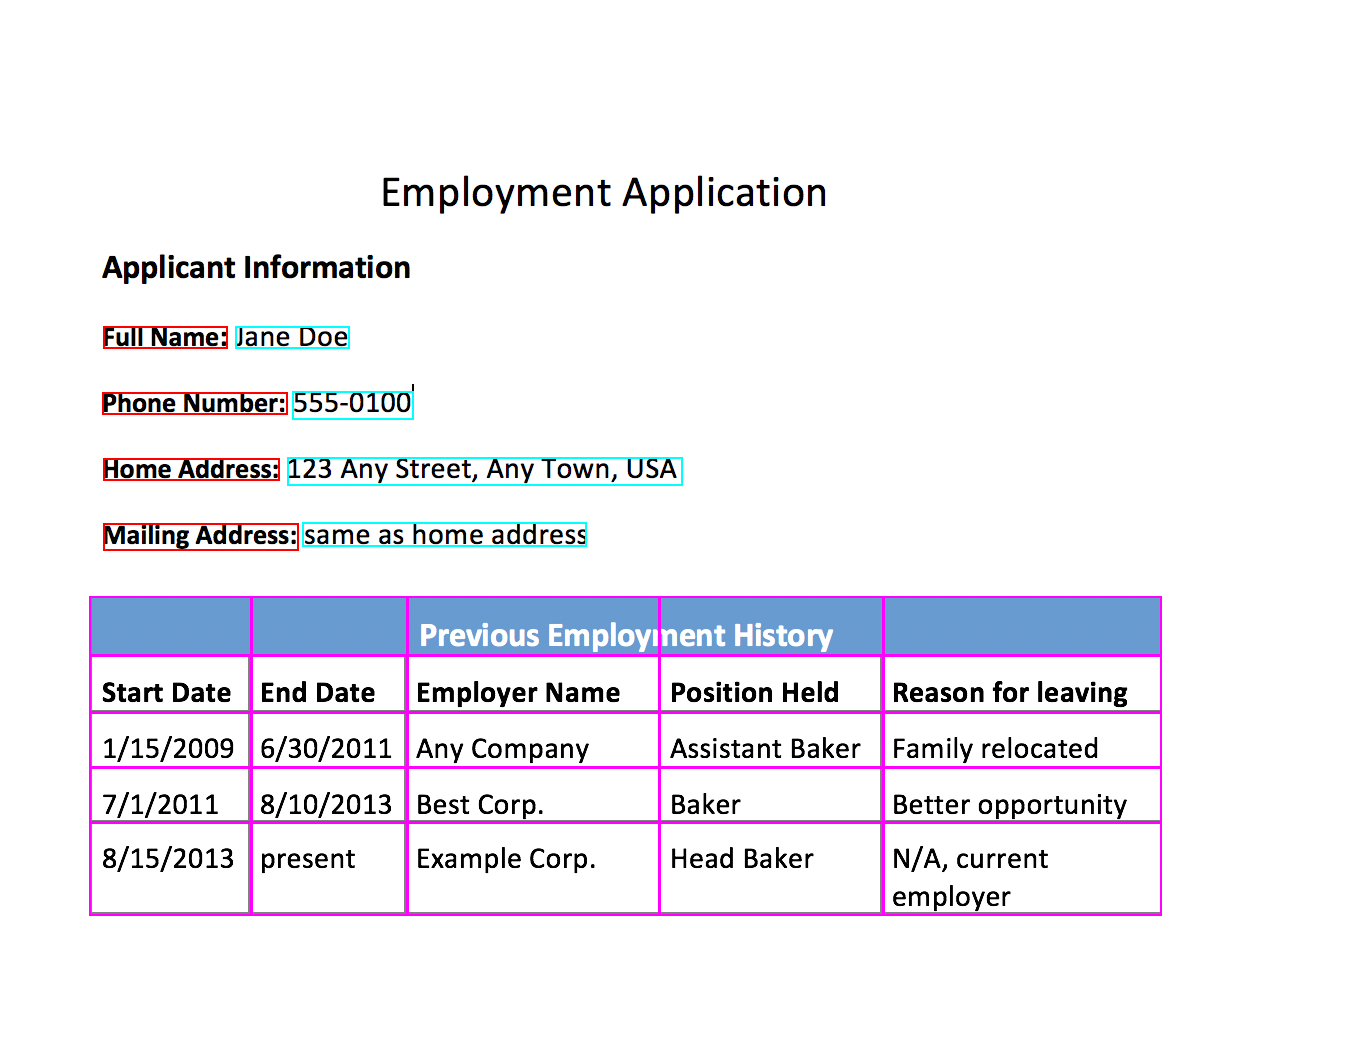 Employment Application
Applicant Information
Full Name: Jane Doe
Phone Number: 555-0100
Home Address: 123 Any Street, Any Town, USA
Mailing Address: same as home address
Previous Employment History
Start Date End Date Employer Name Position Held Reason for leaving
1/15/2009 6/30/2011 Any Company Assistant Baker Family relocated
7/1/2011 8/10/2013 Best Corp. Baker Better opportunity
8/15/2013 present Example Corp. Head Baker N/A, current
employer